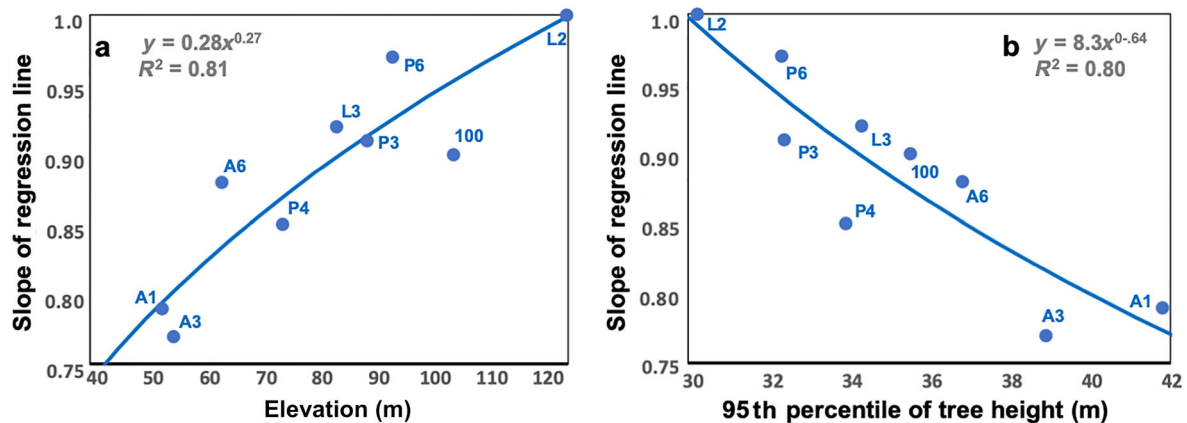 a
y = 0.28x^0.27
R² = 0.81
Slope of regression line
1.0
0.95
0.90
0.85
0.80
0.75
L2
P6
L3
P3
100
A6
P4
A1
A3
40 50 60 70 80 90 100 110 120
Elevation (m)
b
y = 8.3x^0-.64
R² = 0.80
Slope of regression line
1.0
0.95
0.90
0.85
0.80
0.75
L2
P6
P3
L3
100
A6
P4
A1
A3
30 32 34 36 38 40 42
95th percentile of tree height (m)